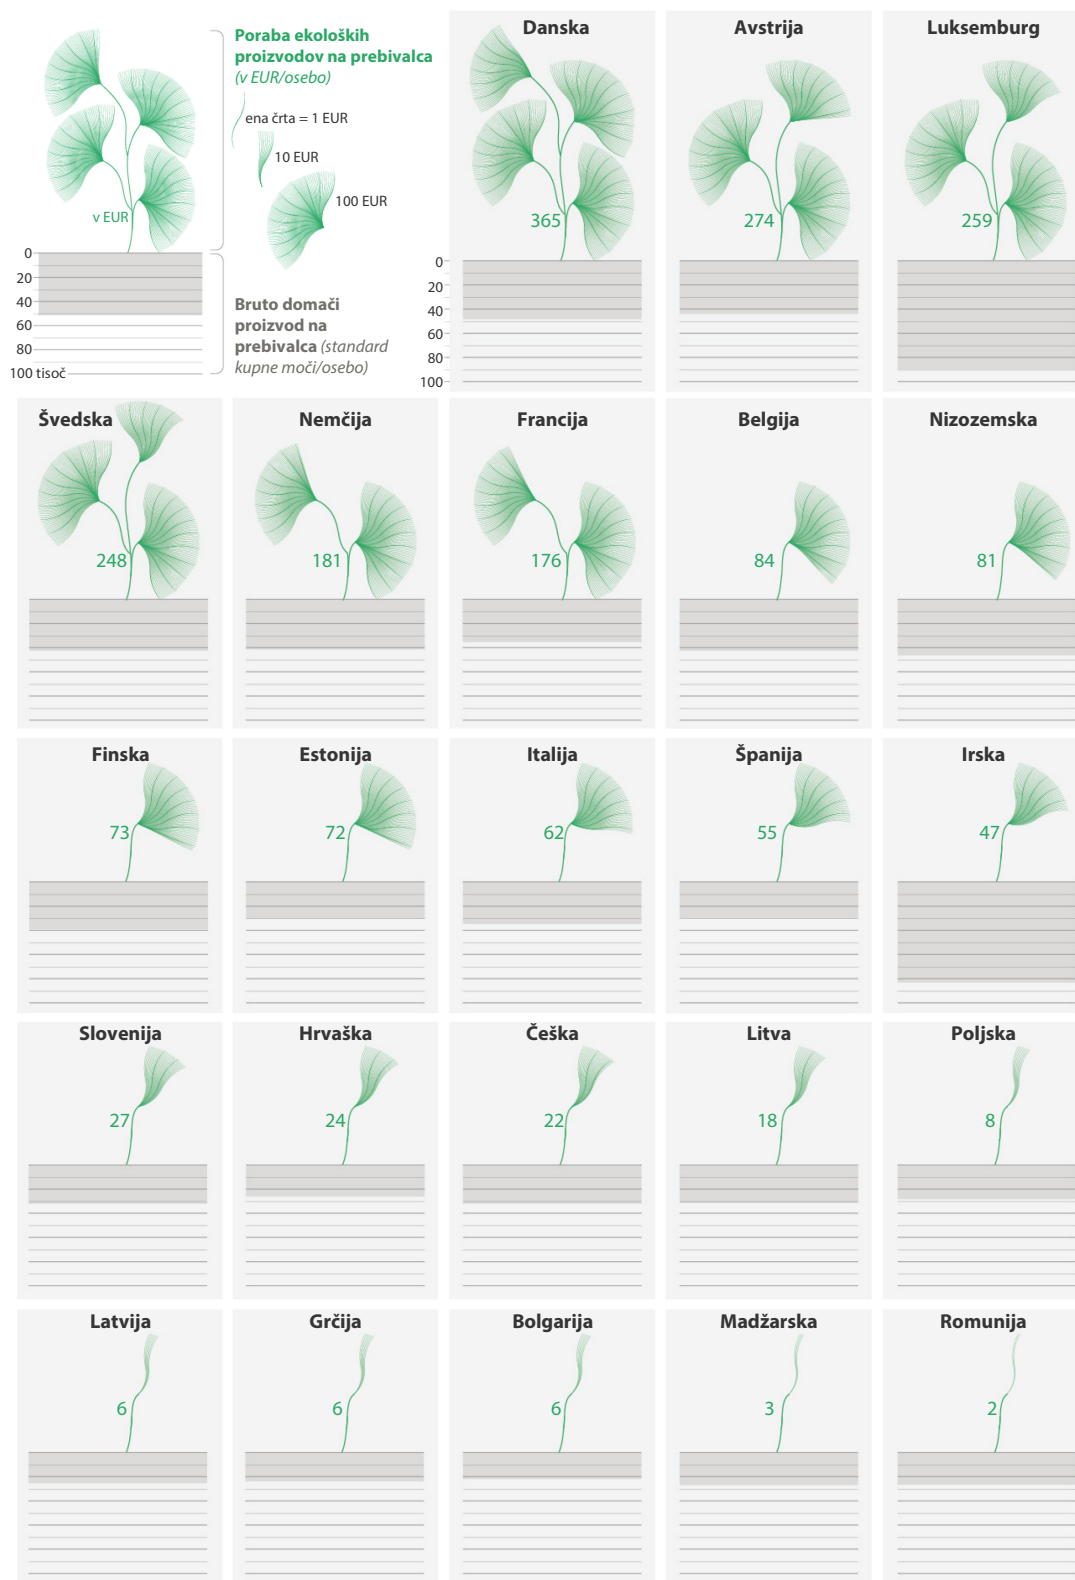 Poraba ekoloških
proizvodov na prebivalca
(v EUR/osebo)
ena črta = 1 EUR
10 EUR
100 EUR
v EUR
0
20
40
60
80
100 tisoč
Bruto domači
proizvod na
prebivalca (standard
kupne moči/osebo)
Danska
365
0
20
40
60
80
100
Avstrija
274
Luksemburg
259
Švedska
248
Nemčija
181
Francija
176
Belgija
84
Nizozemska
81
Finska
73
Estonija
72
Italija
62
Španija
55
Irska
47
Slovenija
27
Hrvaška
24
Češka
22
Litva
18
Poljska
8
Latvija
6
Grčija
6
Bolgarija
6
Madžarska
3
Romunija
2